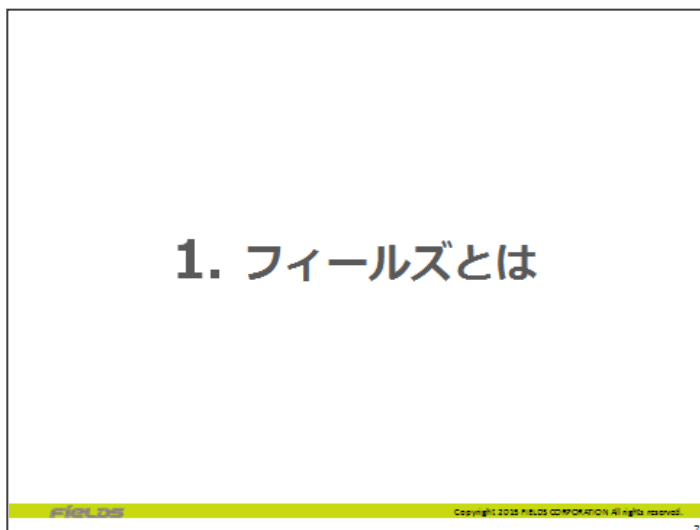 1. フィールズとは
FIELDS
Copyright 2015 FIELDS CORPORATION All rights reserved.